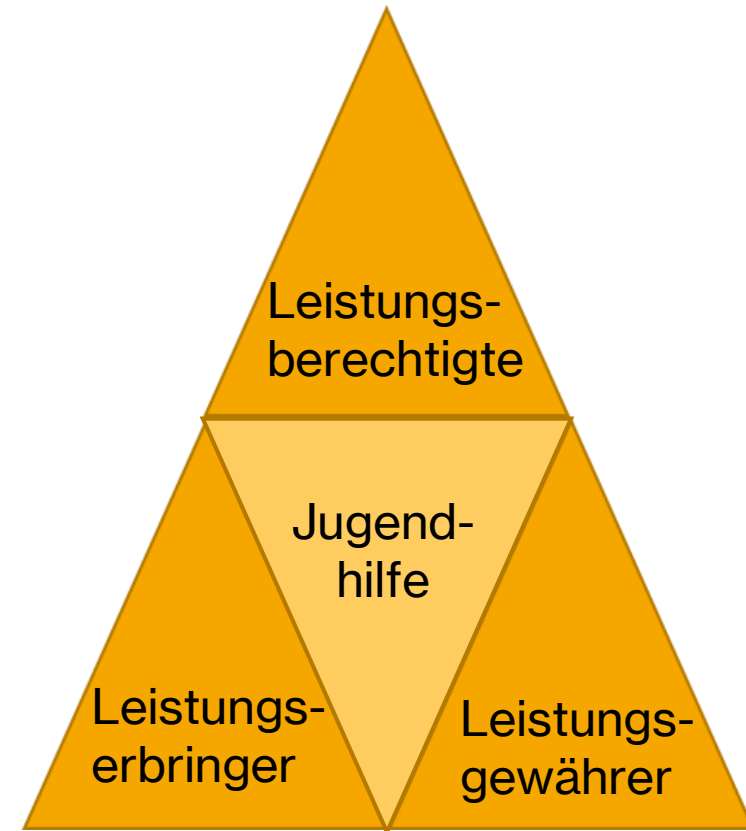 Leistungs-
berechtigte
Jugend-
hilfe
Leistungs-
erbringer
Leistungs-
gewährer